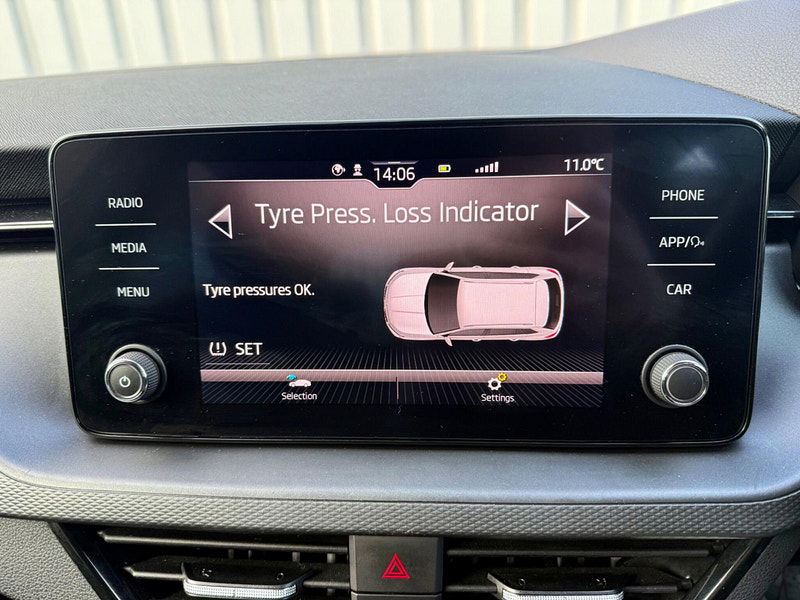 14:06
11.0°C
RADIO
MEDIA
MENU
Tyre Press. Loss Indicator
Tyre pressures OK.
SET
Selection
Settings
PHONE
APP/
CAR